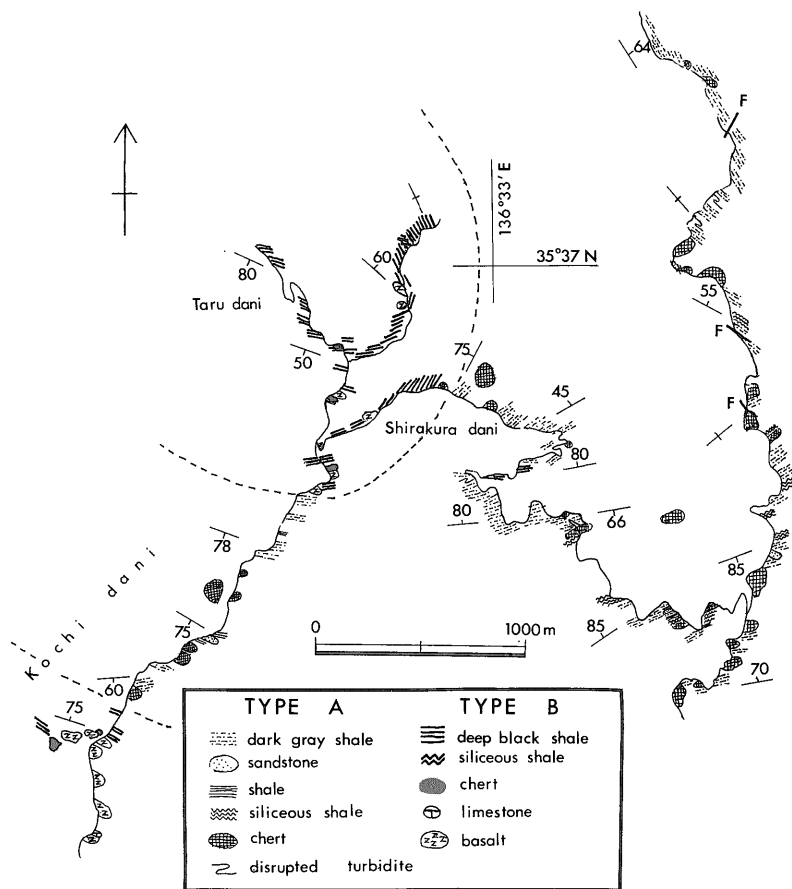 64
F
136°33′ E
60
80
35°37 N
Taru dani
55
F
50
75
45
F
Shirakura dani
80
80
66
78
85
Kochi dani
75
0
1000 m
85
60
70
75
TYPE A
TYPE B
dark gray shale
deep black shale
sandstone
siliceous shale
shale
chert
siliceous shale
limestone
chert
basalt
disrupted turbidite